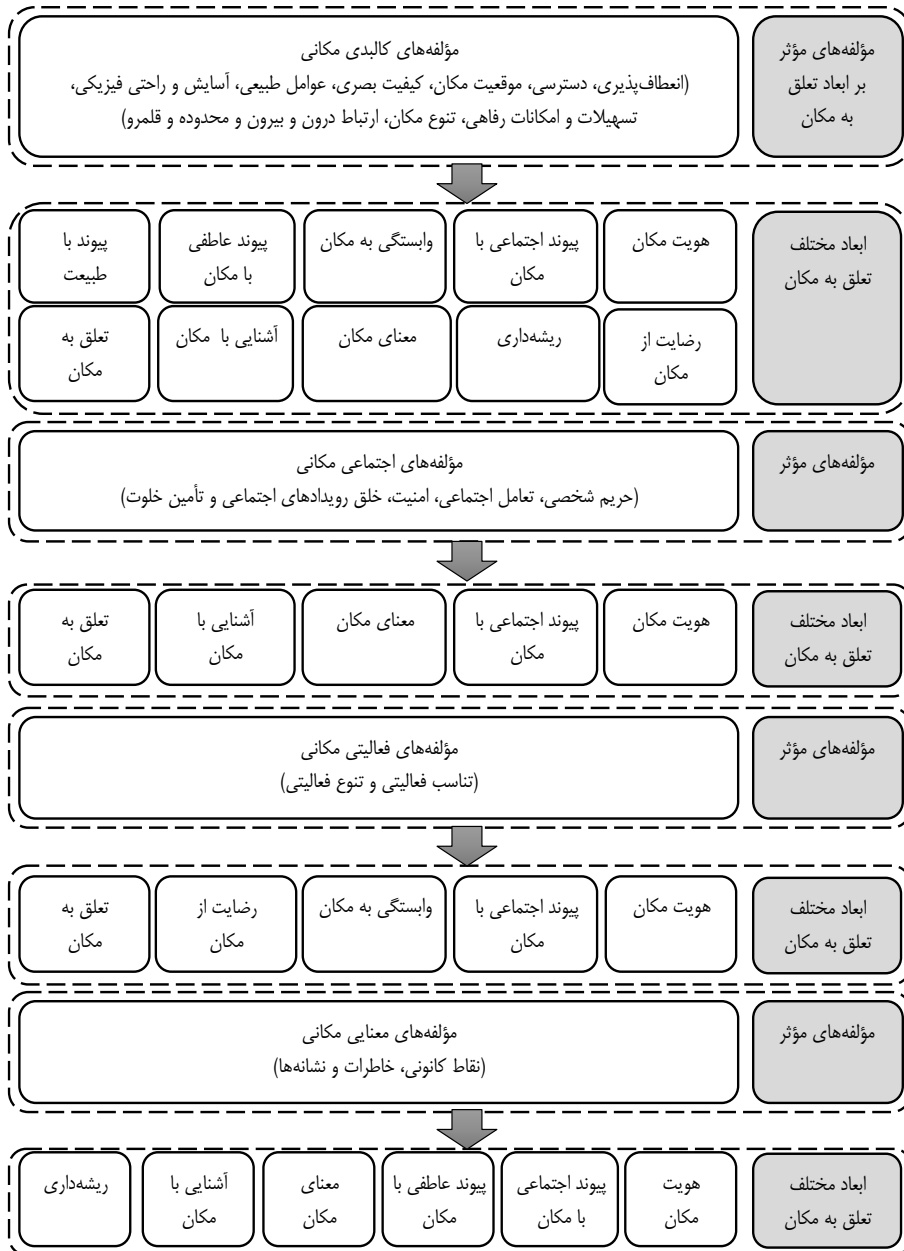 مؤلفه‌های مؤثر
بر ابعاد تعلق
به مکان
مؤلفه‌های کالبدی مکانی
(انعطاف‌پذیری، دسترسی، موقعیت مکان، کیفیت بصری، عوامل طبیعی، آسایش و راحتی فیزیکی،
تسهیلات و امکانات رفاهی، تنوع مکان، ارتباط درون و بیرون و محدوده و قلمرو)
ابعاد مختلف
تعلق به مکان
هویت مکان
پیوند اجتماعی با
مکان
وابستگی به مکان
پیوند عاطفی
با مکان
پیوند با
طبیعت
رضایت از
مکان
ریشه‌داری
معنای مکان
آشنایی با مکان
تعلق به
مکان
مؤلفه‌های مؤثر
مؤلفه‌های اجتماعی مکانی
(حریم شخصی، تعامل اجتماعی، امنیت، خلق رویدادهای اجتماعی و تأمین خلوت)
ابعاد مختلف
تعلق به مکان
هویت مکان
پیوند اجتماعی با
مکان
معنای مکان
آشنایی با
مکان
تعلق به
مکان
مؤلفه‌های مؤثر
مؤلفه‌های فعالیتی مکانی
(تناسب فعالیتی و تنوع فعالیتی)
ابعاد مختلف
تعلق به مکان
هویت مکان
پیوند اجتماعی با
مکان
وابستگی به مکان
رضایت از
مکان
تعلق به
مکان
مؤلفه‌های مؤثر
مؤلفه‌های معنایی مکانی
(نقاط کانونی، خاطرات و نشانه‌ها)
ابعاد مختلف
تعلق به مکان
هویت
مکان
پیوند اجتماعی
با مکان
پیوند عاطفی با
مکان
معنای
مکان
آشنایی با
مکان
ریشه‌داری